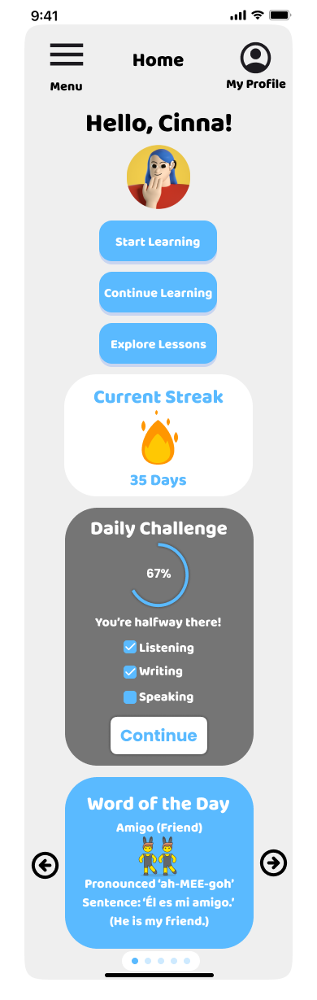 9:41
Home
Menu
My Profile
Hello, Cinna!
Start Learning
Continue Learning
Explore Lessons
Current Streak
35 Days
Daily Challenge
67%
You're halfway there!
Listening
Writing
Speaking
Continue
Word of the Day
Amigo (Friend)
Pronounced 'ah-MEE-goh'
Sentence: 'Él es mi amigo.'
(He is my friend.)